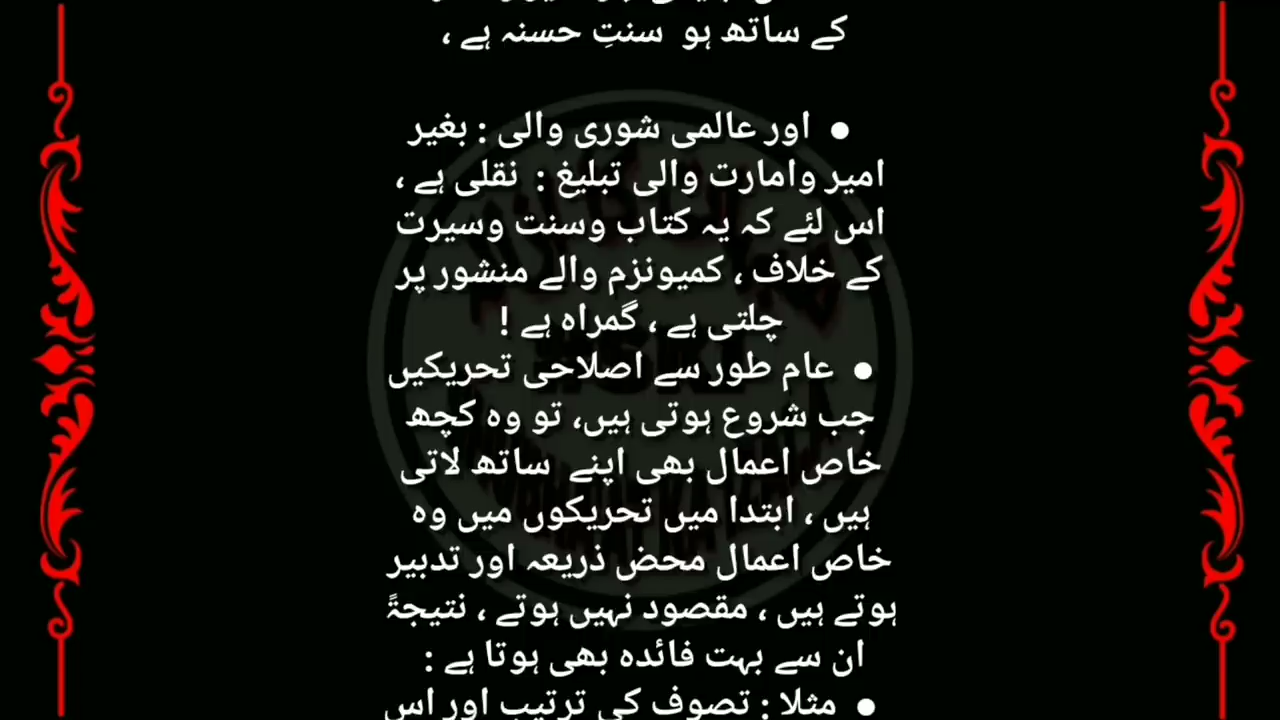 کے ساتھ ہو سنتِ حسنہ ہے ،
● اور عالمی شوری والی : بغیر
امیر وامارت والی تبلیغ : نقلی ہے ،
اس لئے کہ یہ کتاب وسنت وسیرت
کے خلاف ، کمیونزم والے منشور پر
چلتی ہے ، گمراہ ہے !
● عام طور سے اصلاحی تحریکیں
جب شروع ہوتی ہیں، تو وہ کچھ
خاص اعمال بھی اپنے ساتھ لاتی
ہیں ، ابتدا میں تحریکوں میں وہ
خاص اعمال محض ذریعہ اور تدبیر
ہوتے ہیں ، مقصود نہیں ہوتے ، نتیجۃً
ان سے بہت فائدہ بھی ہوتا ہے :
● مثلا : تصوف کی ترتیب اور اس